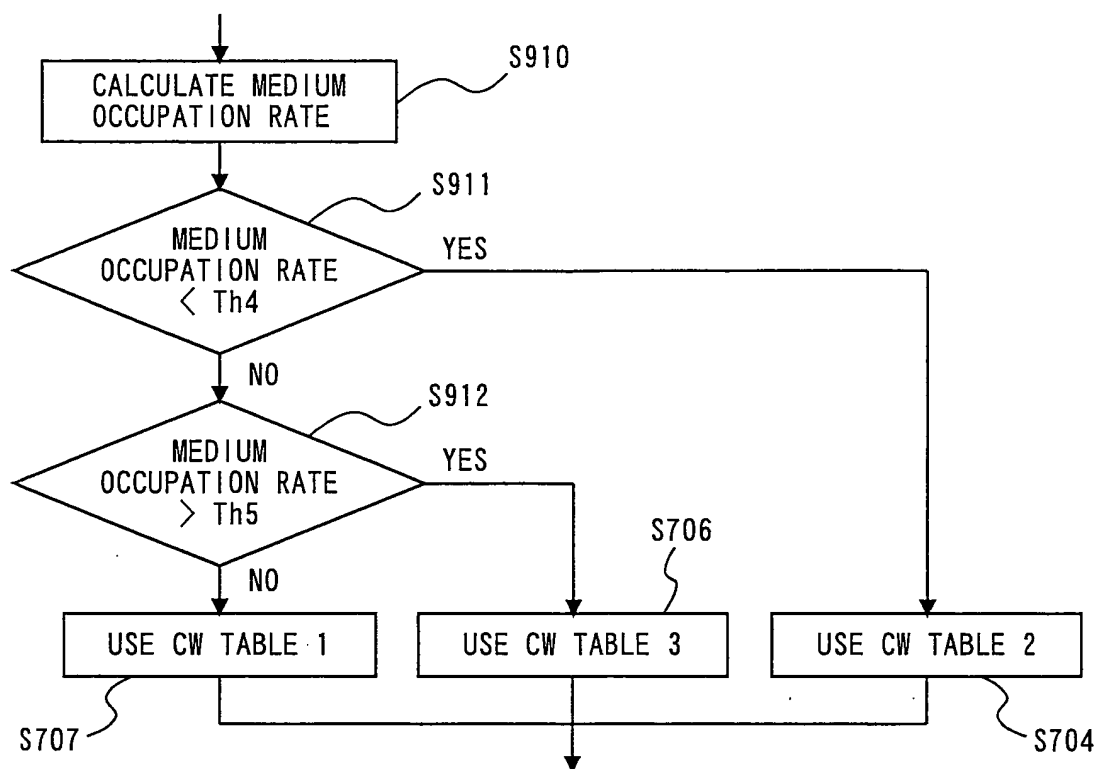 S910
CALCULATE MEDIUM
OCCUPATION RATE
S911
MEDIUM
OCCUPATION RATE
< Th4
YES
NO
S912
MEDIUM
OCCUPATION RATE
> Th5
YES
NO
S706
USE CW TABLE 1
USE CW TABLE 3
USE CW TABLE 2
S707
S704